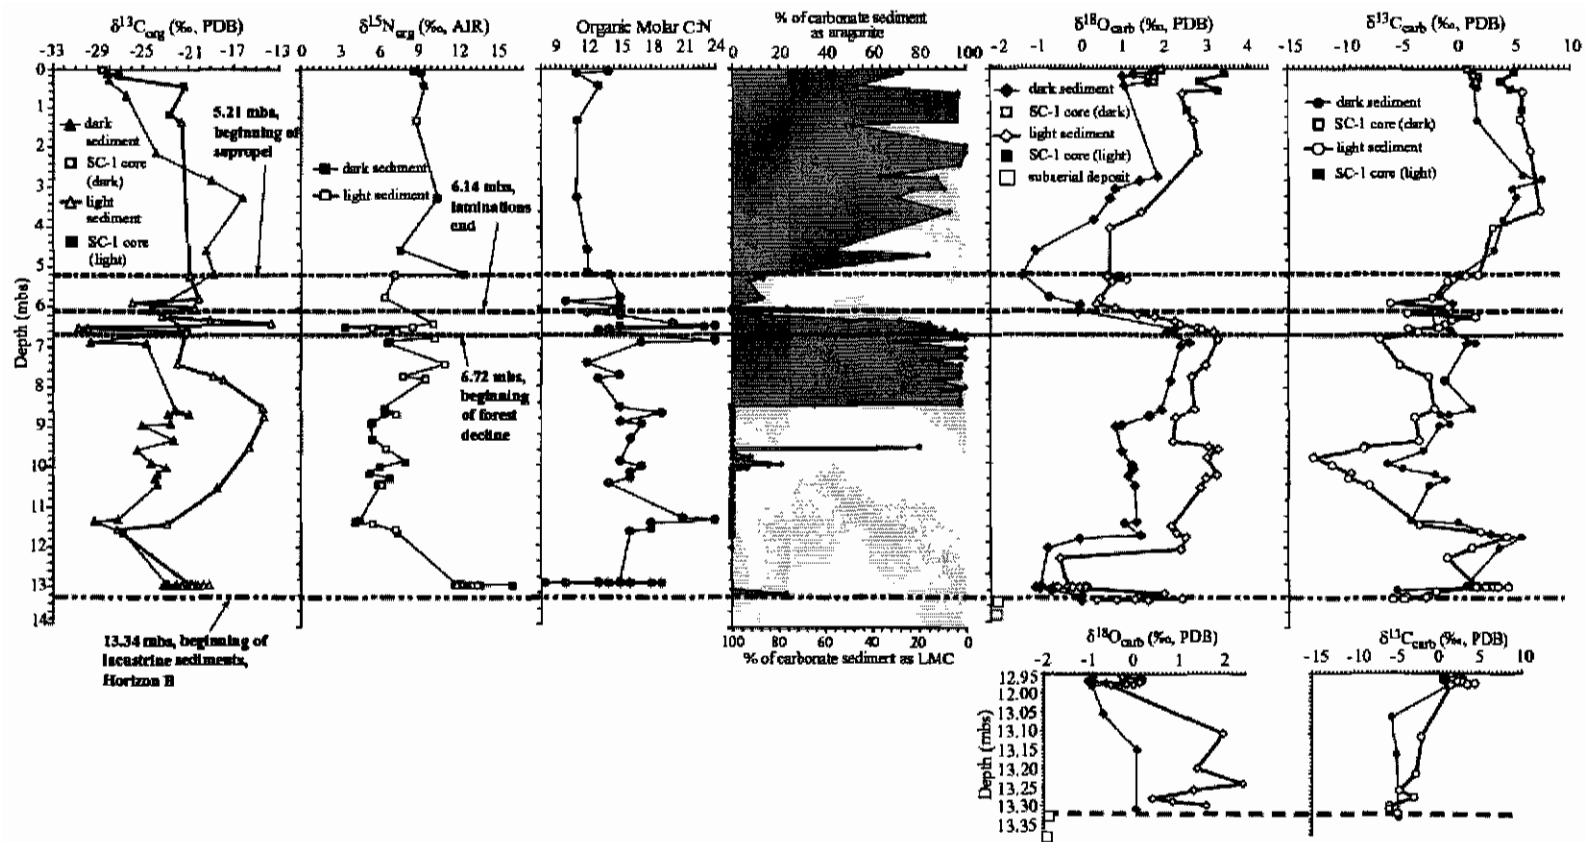 δ13Corg (‰, PDB)
-33 -29 -25 -21 -17 -13
δ15Norg (‰, AIR)
0 3 6 9 12 15
Organic Molar C:N
9 12 15 18 21 24
% of carbonate sediment
as aragonite
0 20 40 60 80 100
δ18Ocarb (‰, PDB)
-2 -1 0 1 2 3 4
δ13Ccarb (‰, PDB)
-15 -10 -5 0 5 10
Depth (mbs)
0
1
2
3
4
5
6
7
8
9
10
11
12
13
14
5.21 mbs,
beginning of
sapropel
dark
sediment
SC-1 core
(dark)
light
sediment
SC-1 core
(light)
dark sediment
light sediment
6.14 mbs,
laminations
end
6.72 mbs,
beginning
of forest
decline
dark sediment
SC-1 core (dark)
light sediment
SC-1 core (light)
subaerial deposit
dark sediment
SC-1 core (dark)
light sediment
SC-1 core (light)
13.34 mbs, beginning of
lacustrine sediments,
Horizon B
100 80 60 40 20 0
% of carbonate sediment as LMC
δ18Ocarb (‰, PDB)
-2 -1 0 1 2
δ13Ccarb (‰, PDB)
-15 -10 -5 0 5 10
Depth (mbs)
12.95
12.00
13.05
13.10
13.15
13.20
13.25
13.30
13.35